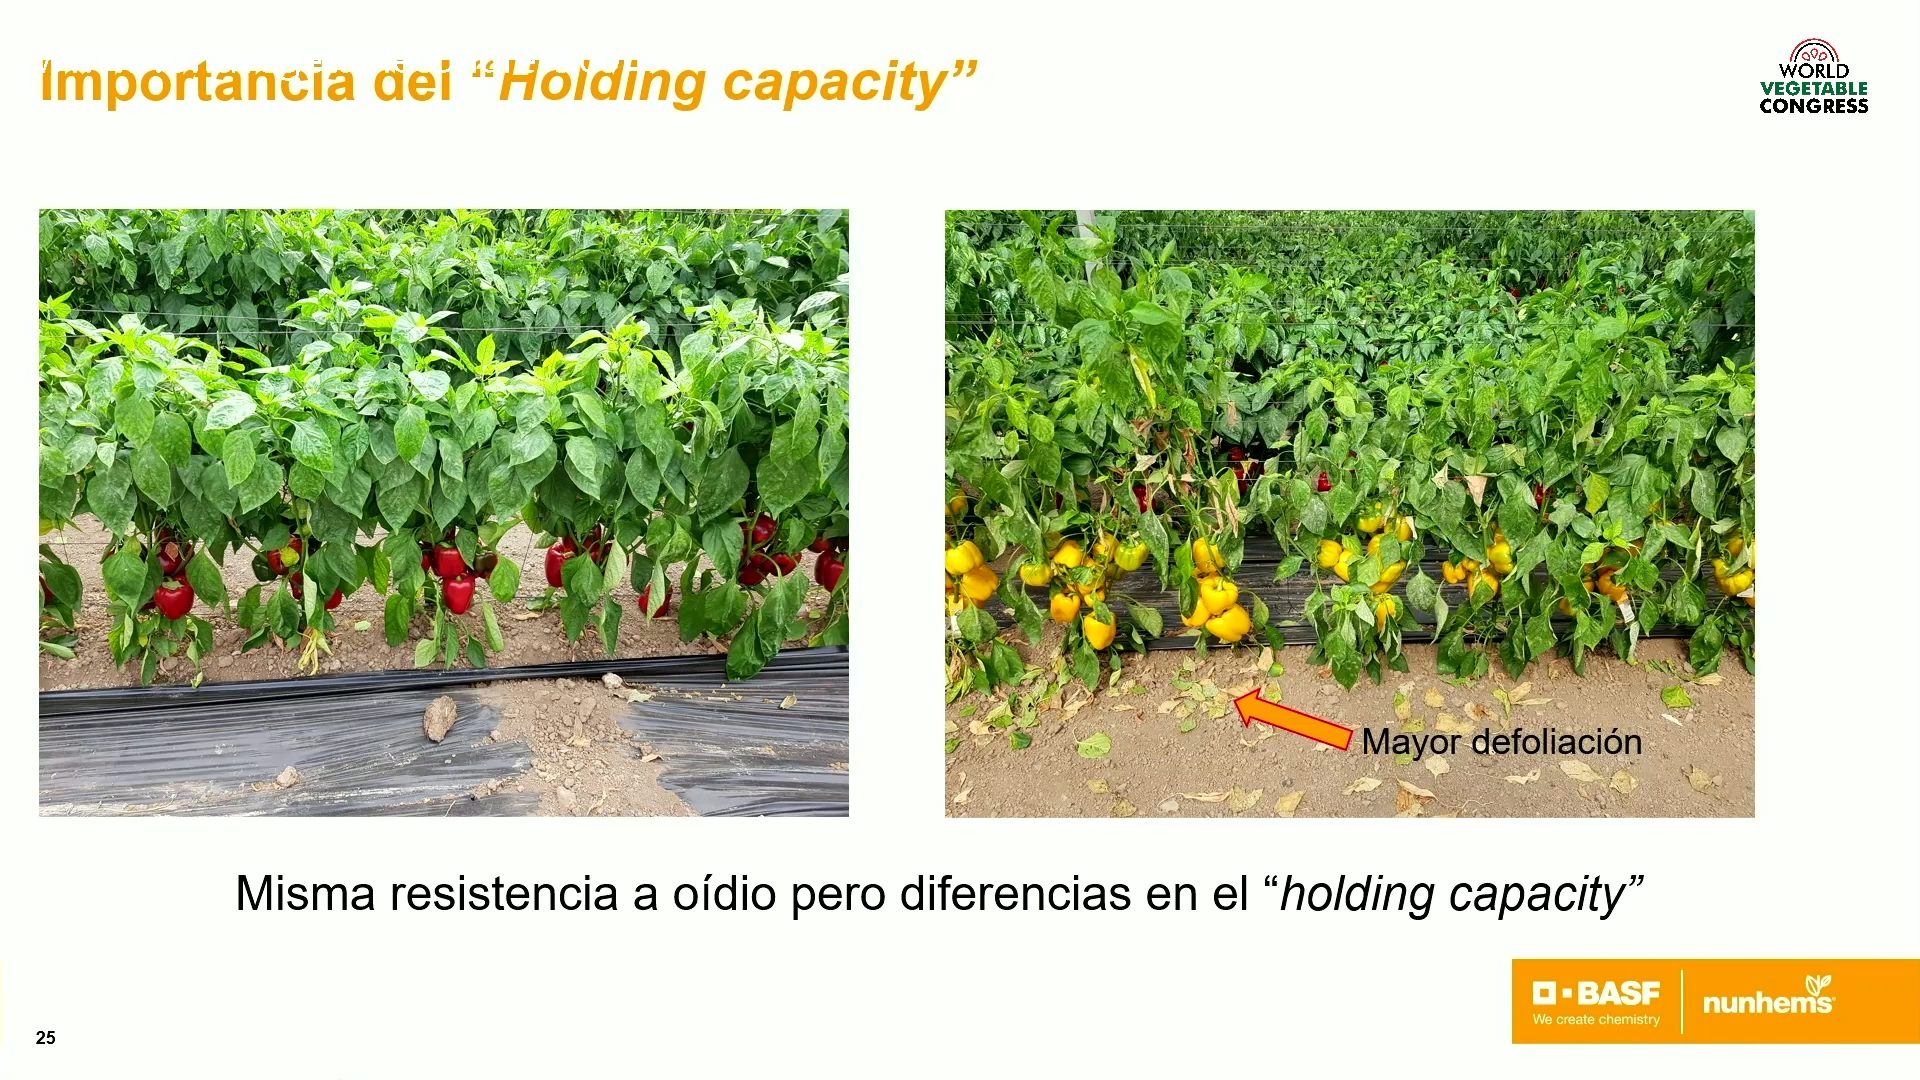 Importancia del “Holding capacity”
WORLD
VEGETABLE
CONGRESS
Mayor defoliación
Misma resistencia a oídio pero diferencias en el “holding capacity”
BASF
We create chemistry
nunhems
25